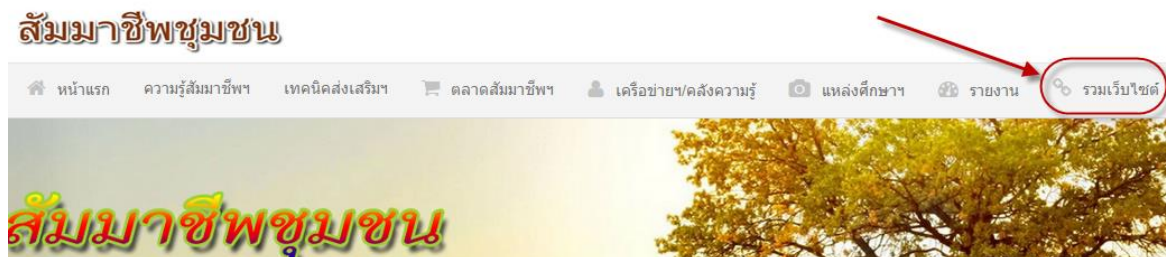 สัมมาชีพชุมชน
หน้าแรก ความรู้สัมมาชีพฯ เทคนิคส่งเสริมฯ ตลาดสัมมาชีพฯ เครือข่ายฯ/คลังความรู้ แหล่งศึกษาฯ รายงาน รวมเว็บไซต์
สัมมาชีพชุมชน